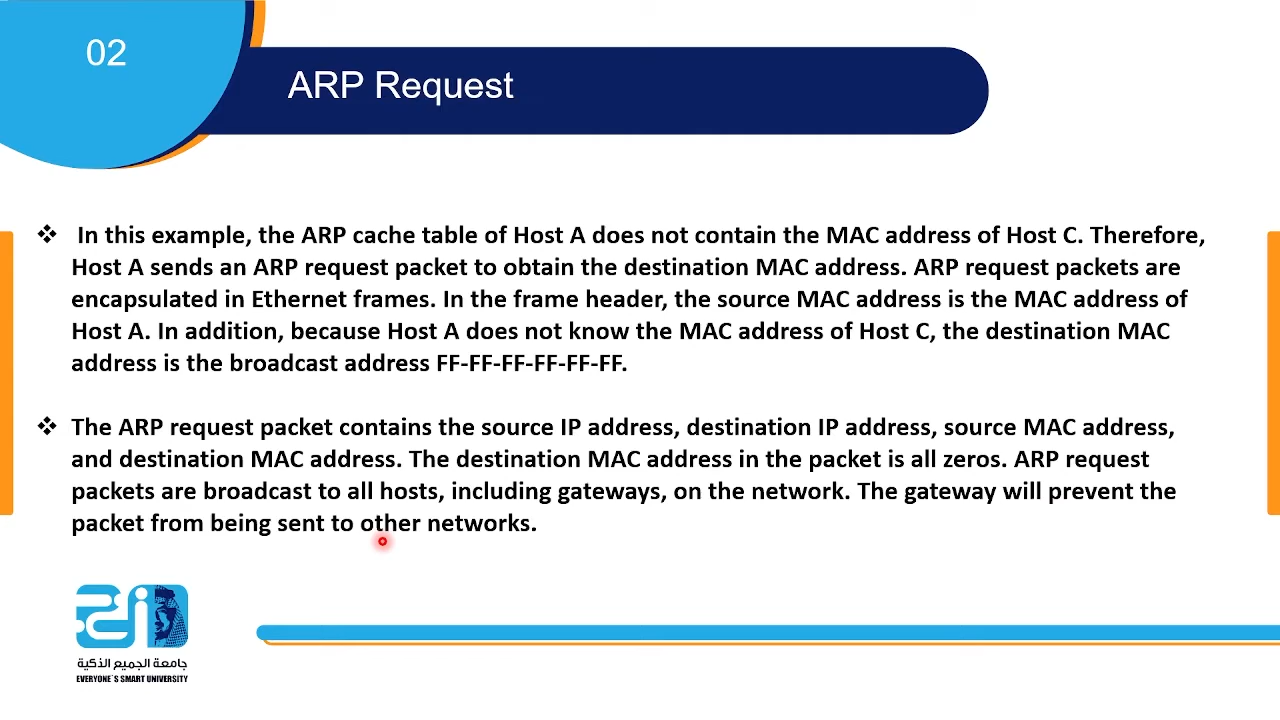 02
ARP Request
❖ In this example, the ARP cache table of Host A does not contain the MAC address of Host C. Therefore,
Host A sends an ARP request packet to obtain the destination MAC address. ARP request packets are
encapsulated in Ethernet frames. In the frame header, the source MAC address is the MAC address of
Host A. In addition, because Host A does not know the MAC address of Host C, the destination MAC
address is the broadcast address FF-FF-FF-FF-FF-FF.
❖ The ARP request packet contains the source IP address, destination IP address, source MAC address,
and destination MAC address. The destination MAC address in the packet is all zeros. ARP request
packets are broadcast to all hosts, including gateways, on the network. The gateway will prevent the
packet from being sent to other networks.
جامعة الجميع الذكية
EVERYONE`S SMART UNIVERSITY